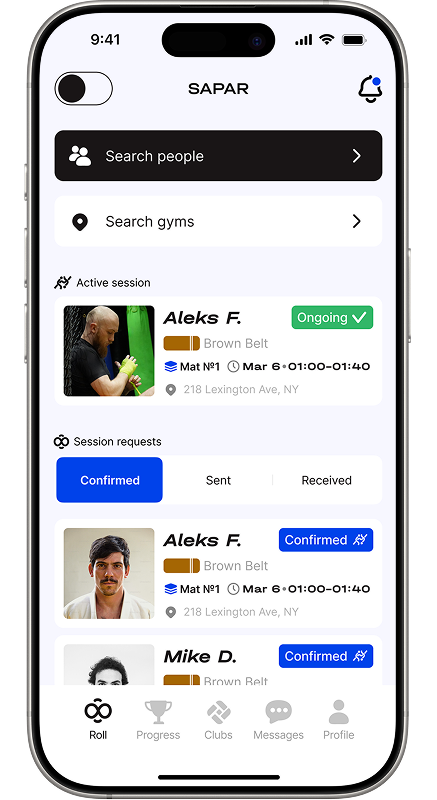 9:41
SAPAR
Search people
Search gyms
Active session
Aleks F.
Ongoing
Brown Belt
Mat №1 Mar 6•01:00–01:40
218 Lexington Ave, NY
Session requests
Confirmed Sent Received
Aleks F.
Confirmed
Brown Belt
Mat №1 Mar 6•01:00–01:40
218 Lexington Ave, NY
Mike D.
Confirmed
Brown Belt
Roll Progress Clubs Messages Profile